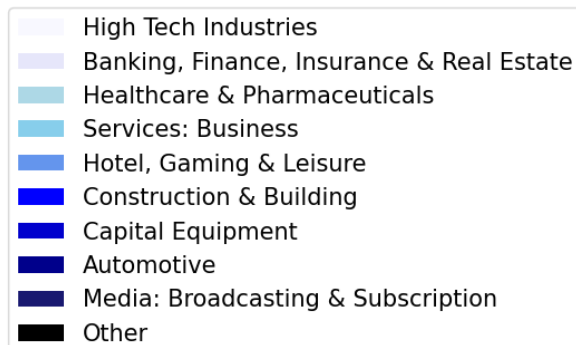 High Tech Industries
Banking, Finance, Insurance & Real Estate
Healthcare & Pharmaceuticals
Services: Business
Hotel, Gaming & Leisure
Construction & Building
Capital Equipment
Automotive
Media: Broadcasting & Subscription
Other